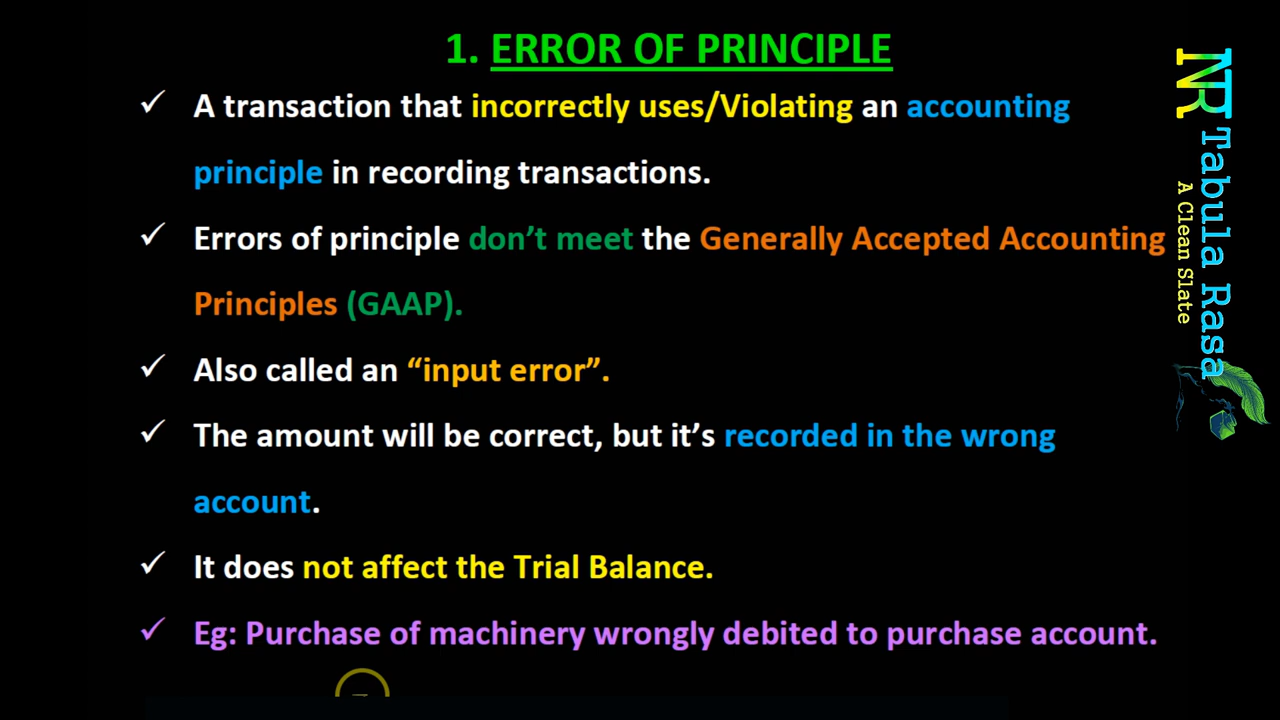 1. ERROR OF PRINCIPLE
✓ A transaction that incorrectly uses/Violating an accounting
principle in recording transactions.
✓ Errors of principle don’t meet the Generally Accepted Accounting
Principles (GAAP).
✓ Also called an “input error”.
✓ The amount will be correct, but it’s recorded in the wrong
account.
✓ It does not affect the Trial Balance.
✓ Eg: Purchase of machinery wrongly debited to purchase account.
Tabula Rasa
A Clean Slate